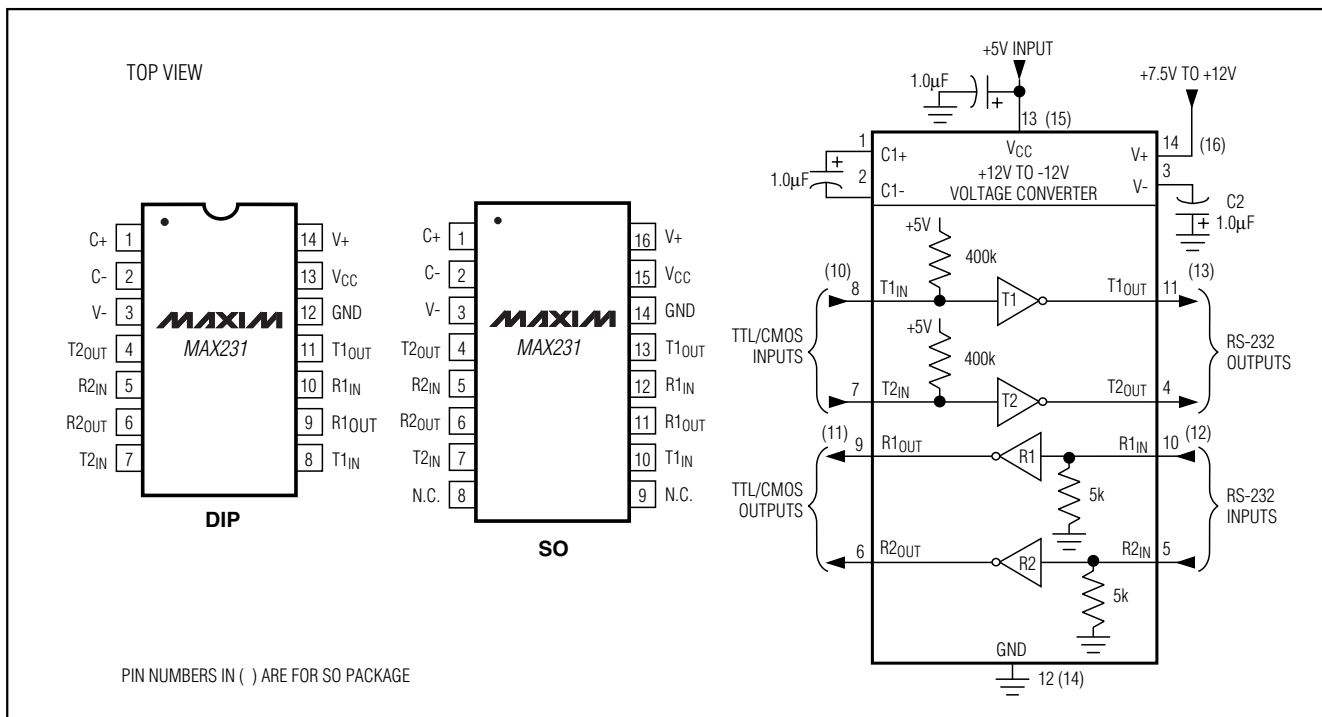 TOP VIEW
C+ 1
C- 2
V- 3
T2OUT 4
R2IN 5
R2OUT 6
T2IN 7
14 V+
13 VCC
12 GND
11 T1OUT
10 R1IN
9 R1OUT
8 T1IN
MAXIM
MAX231
DIP
C+ 1
C- 2
V- 3
T2OUT 4
R2IN 5
R2OUT 6
T2IN 7
N.C. 8
16 V+
15 VCC
14 GND
13 T1OUT
12 R1IN
11 R1OUT
10 T1IN
9 N.C.
MAXIM
MAX231
SO
PIN NUMBERS IN ( ) ARE FOR SO PACKAGE
+5V INPUT
1.0µF
+
+7.5V TO +12V
13 (15)
VCC
1
C1+
+
1.0µF
2
C1-
+12V TO -12V
VOLTAGE CONVERTER
V+
14
(16)
V-
3
C2
+
1.0µF
+5V
400k
(10)
8
T1IN
T1
T1OUT
11
(13)
+5V
400k
TTL/CMOS
INPUTS
RS-232
OUTPUTS
7
T2IN
T2
T2OUT
4
(11)
9
R1OUT
R1
R1IN
10
(12)
5k
TTL/CMOS
OUTPUTS
RS-232
INPUTS
6
R2OUT
R2
R2IN
5
5k
GND
12 (14)